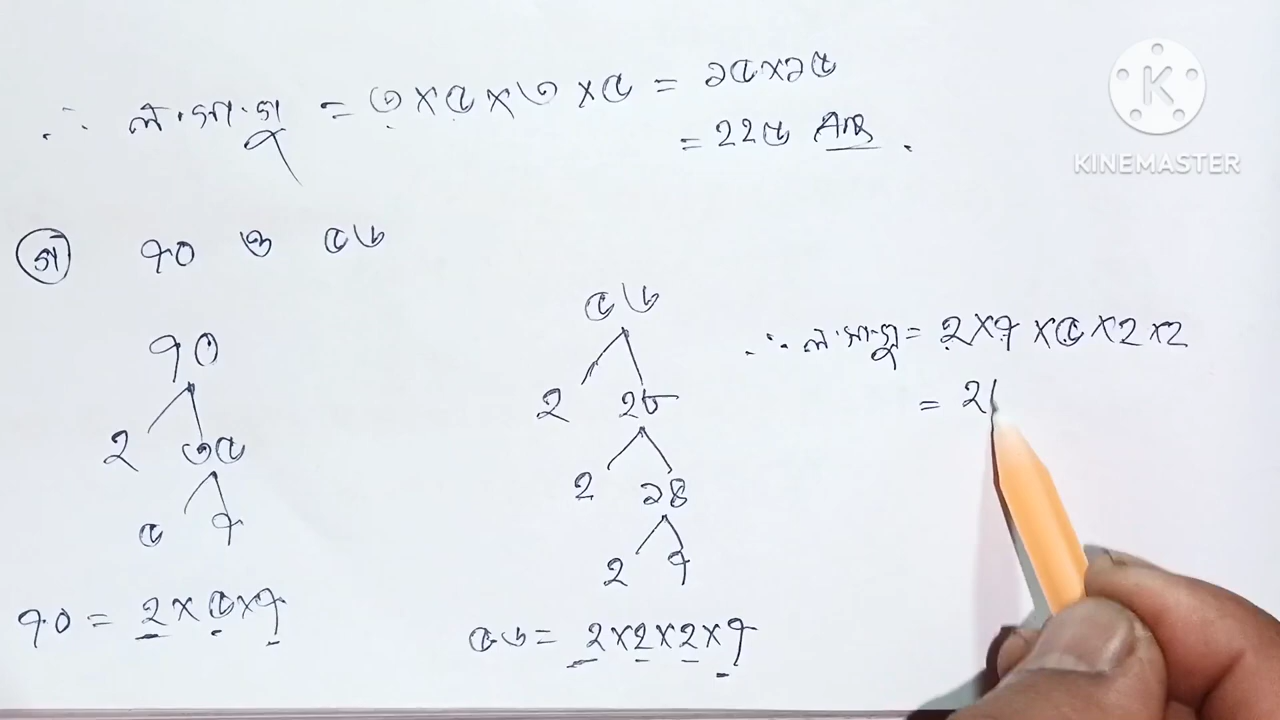 ∴ ল.সা.গু = ৩×৫×৩×৫ = ১৫×১৫
= ২২৫ Ans.
KINEMASTER
গ ৭০ ও ৫৬
৭০
২ ৩৫
৫ ৭
৭০ = ২×৫×৭
৫৬
২ ২৮
২ ১৪
২ ৭
৫৬ = ২×২×২×৭
∴ ল.সা.গু = ২×৭×৫×২×২
= ২